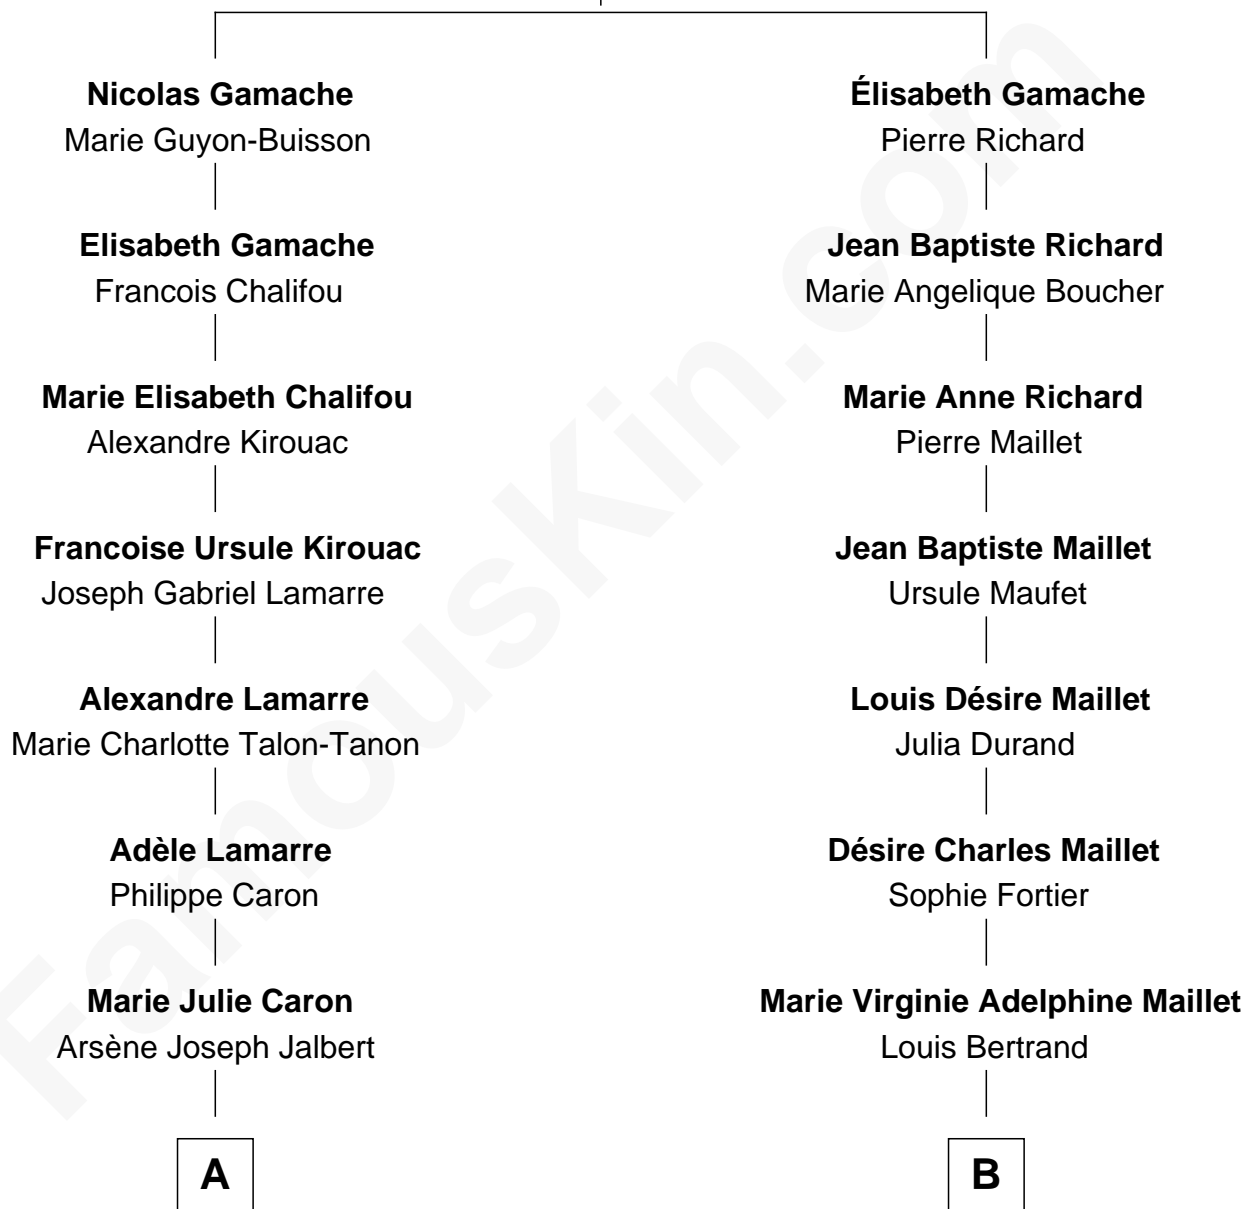 Nicolas Gamache
Marie Guyon-Buisson
Elisabeth Gamache
Francois Chalifou
Marie Elisabeth Chalifou
Alexandre Kirouac
Francoise Ursule Kirouac
Joseph Gabriel Lamarre
Alexandre Lamarre
Marie Charlotte Talon-Tanon
Adèle Lamarre
Philippe Caron
Marie Julie Caron
Arsène Joseph Jalbert
A
Élisabeth Gamache
Pierre Richard
Jean Baptiste Richard
Marie Angelique Boucher
Marie Anne Richard
Pierre Maillet
Jean Baptiste Maillet
Ursule Maufet
Louis Désire Maillet
Julia Durand
Désire Charles Maillet
Sophie Fortier
Marie Virginie Adelphine Maillet
Louis Bertrand
B
FamousKin.com